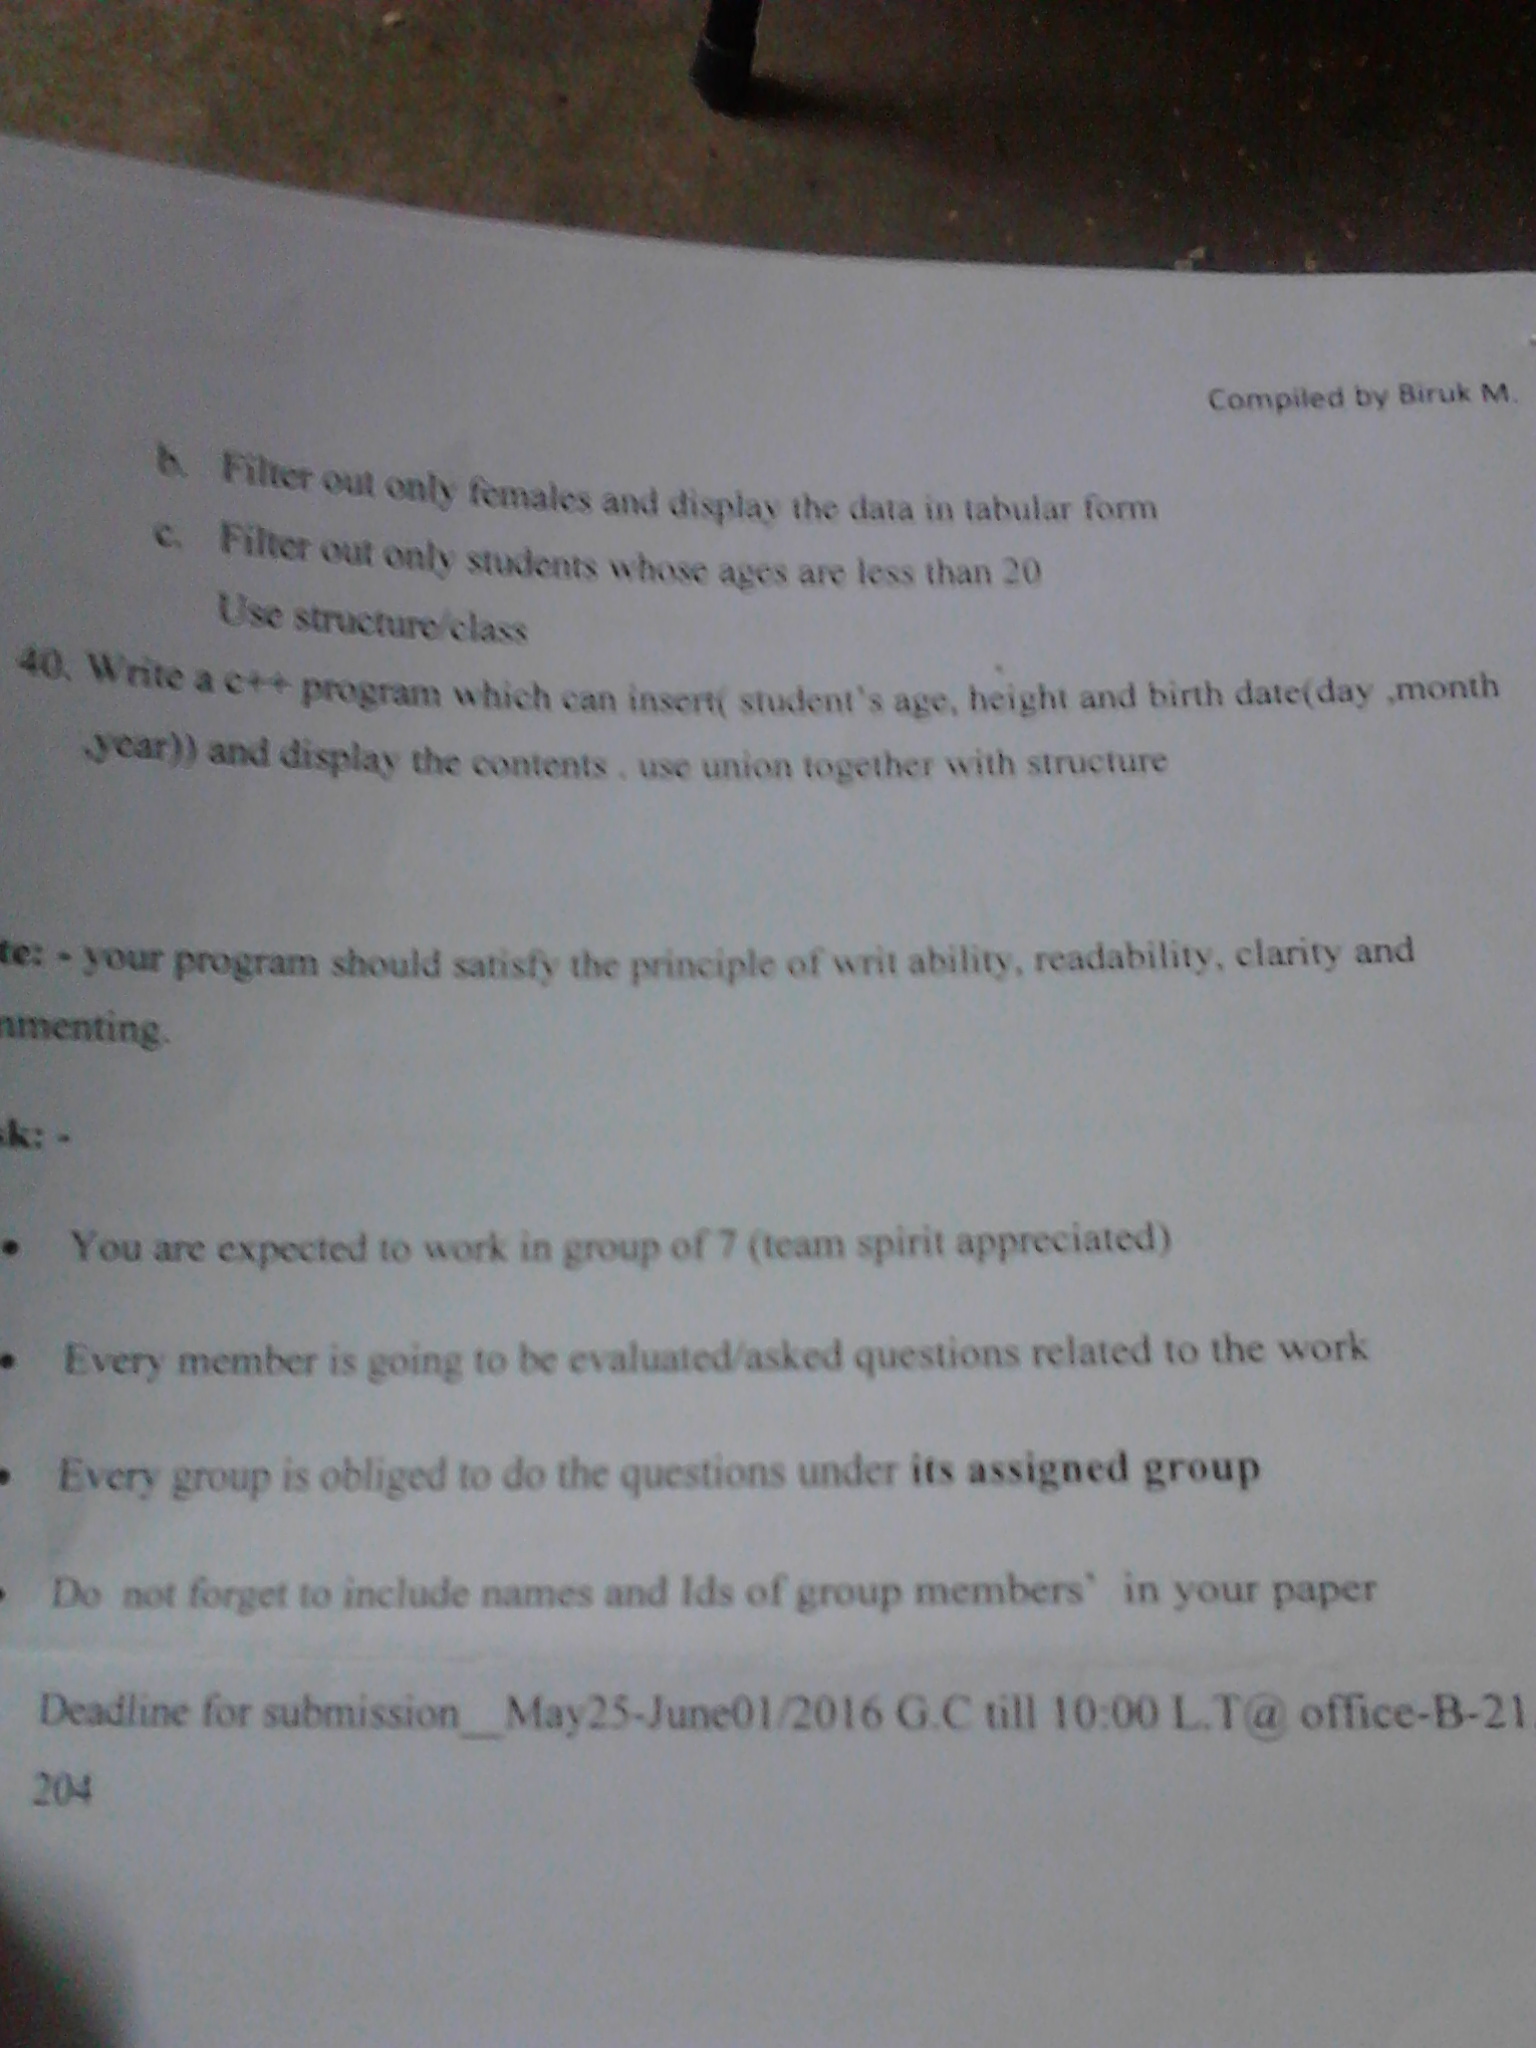 Compiled by Biruk M.
b. Filter out only females and display the data in tabular form
c. Filter out only students whose ages are less than 20
Use structure/class
40. Write a c++ program which can insert( student's age, height and birth date(day ,month
,year)) and display the contents . use union together with structure
te: - your program should satisfy the principle of writ ability, readability, clarity and
nmenting.
sk: -
• You are expected to work in group of 7 (team spirit appreciated)
• Every member is going to be evaluated/asked questions related to the work
• Every group is obliged to do the questions under its assigned group
• Do not forget to include names and Ids of group members` in your paper
Deadline for submission__May25-June01/2016 G.C till 10:00 L.T@ office-B-21
204